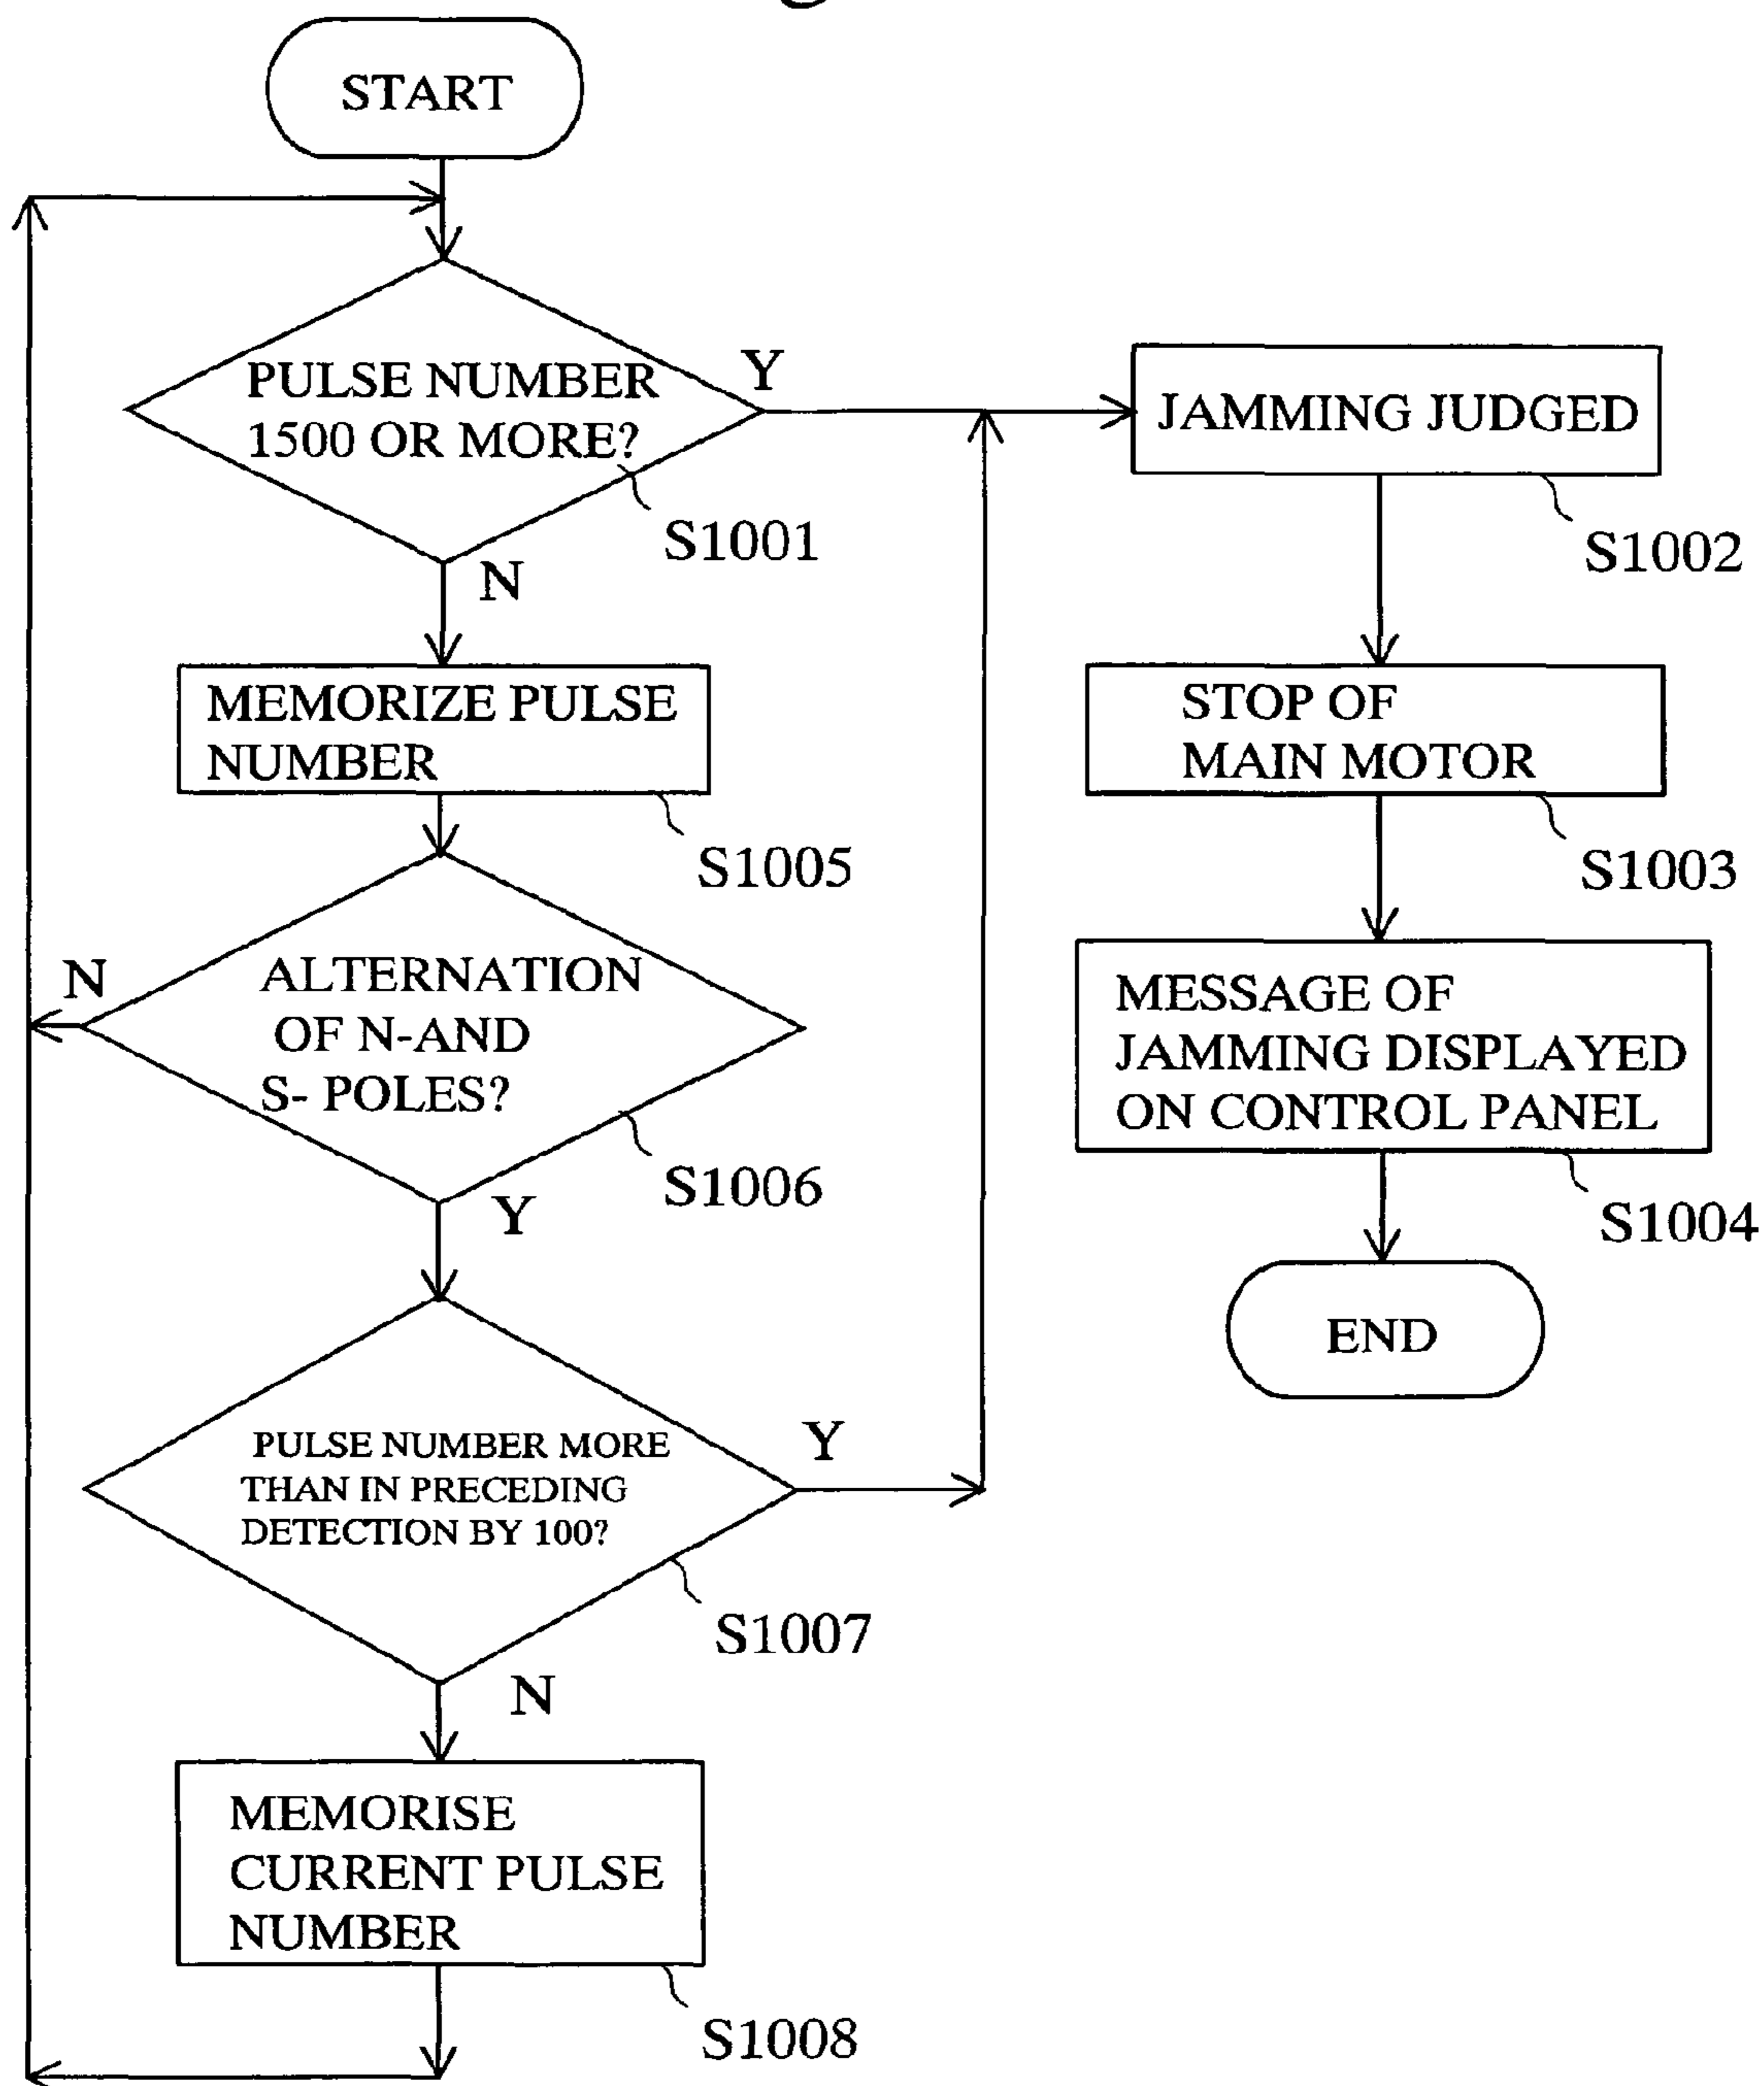 START
PULSE NUMBER
1500 OR MORE?
Y
S1001
N
JAMMING JUDGED
S1002
MEMORIZE PULSE
NUMBER
S1005
STOP OF
MAIN MOTOR
S1003
N
ALTERNATION
OF N-AND
S- POLES?
S1006
Y
MESSAGE OF
JAMMING DISPLAYED
ON CONTROL PANEL
S1004
END
PULSE NUMBER MORE
THAN IN PRECEDING
DETECTION BY 100?
Y
S1007
N
MEMORISE
CURRENT PULSE
NUMBER
S1008